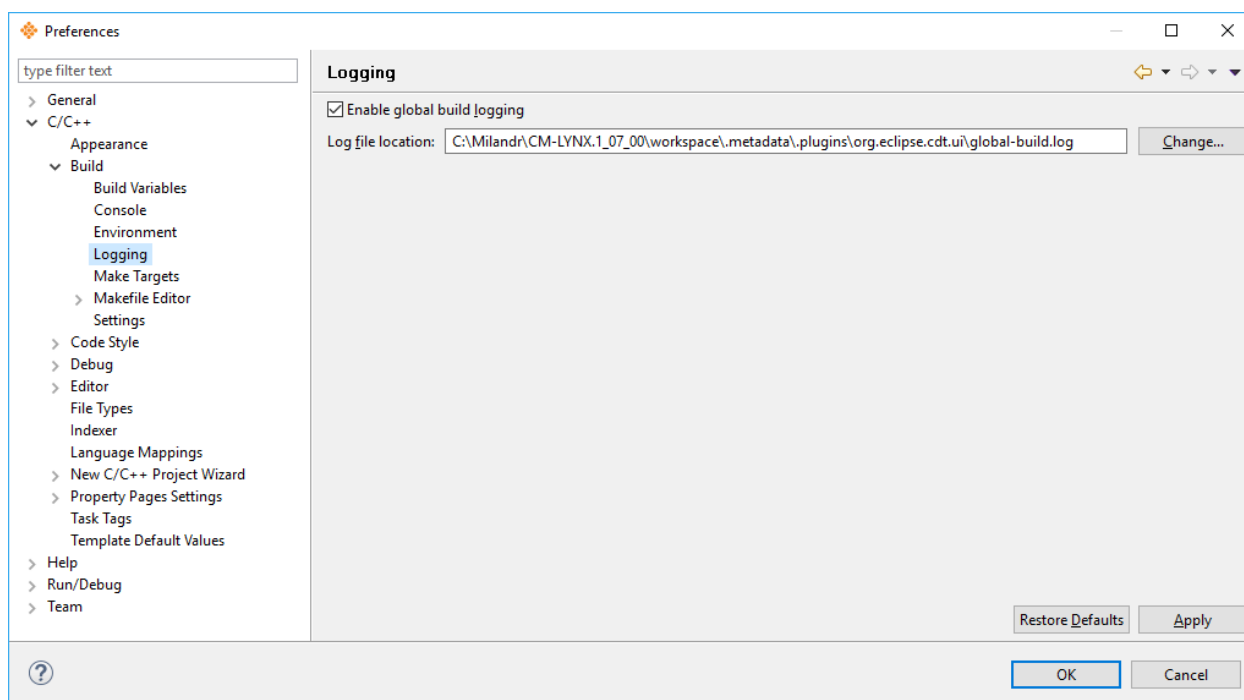 Preferences
type filter text
General
C/C++
Appearance
Build
Build Variables
Console
Environment
Logging
Make Targets
Makefile Editor
Settings
Code Style
Debug
Editor
File Types
Indexer
Language Mappings
New C/C++ Project Wizard
Property Pages Settings
Task Tags
Template Default Values
Help
Run/Debug
Team
Logging
Enable global build logging
Log file location: C:\Milandr\CM-LYNX.1_07_00\workspace\.metadata\.plugins\org.eclipse.cdt.ui\global-build.log Change...
Restore Defaults Apply
? OK Cancel